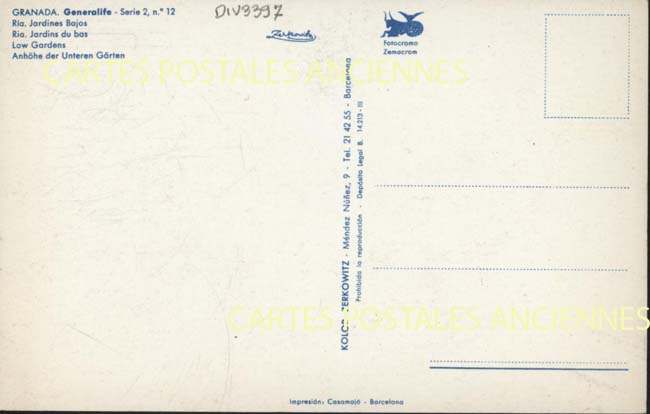 GRANADA. Generalife - Serie 2, n.° 12
Ría. Jardines Bajos
Ria. Jardins du bas
Low Gardens
Anhöhe der Unteren Gärten
DIV3397
Zerkowitz
Fotocromo
Zemacrom
CARTES POSTALES ANCIENNES
KOLOR ZERKOWITZ - Méndez Núñez, 9 - Tel. 21 42 55 - Barcelona
Prohibida la reproducción - Depósito Legal B. 14.213 - III
CARTES POSTALES ANCIENNES
Impresión: Casamajó - Barcelona